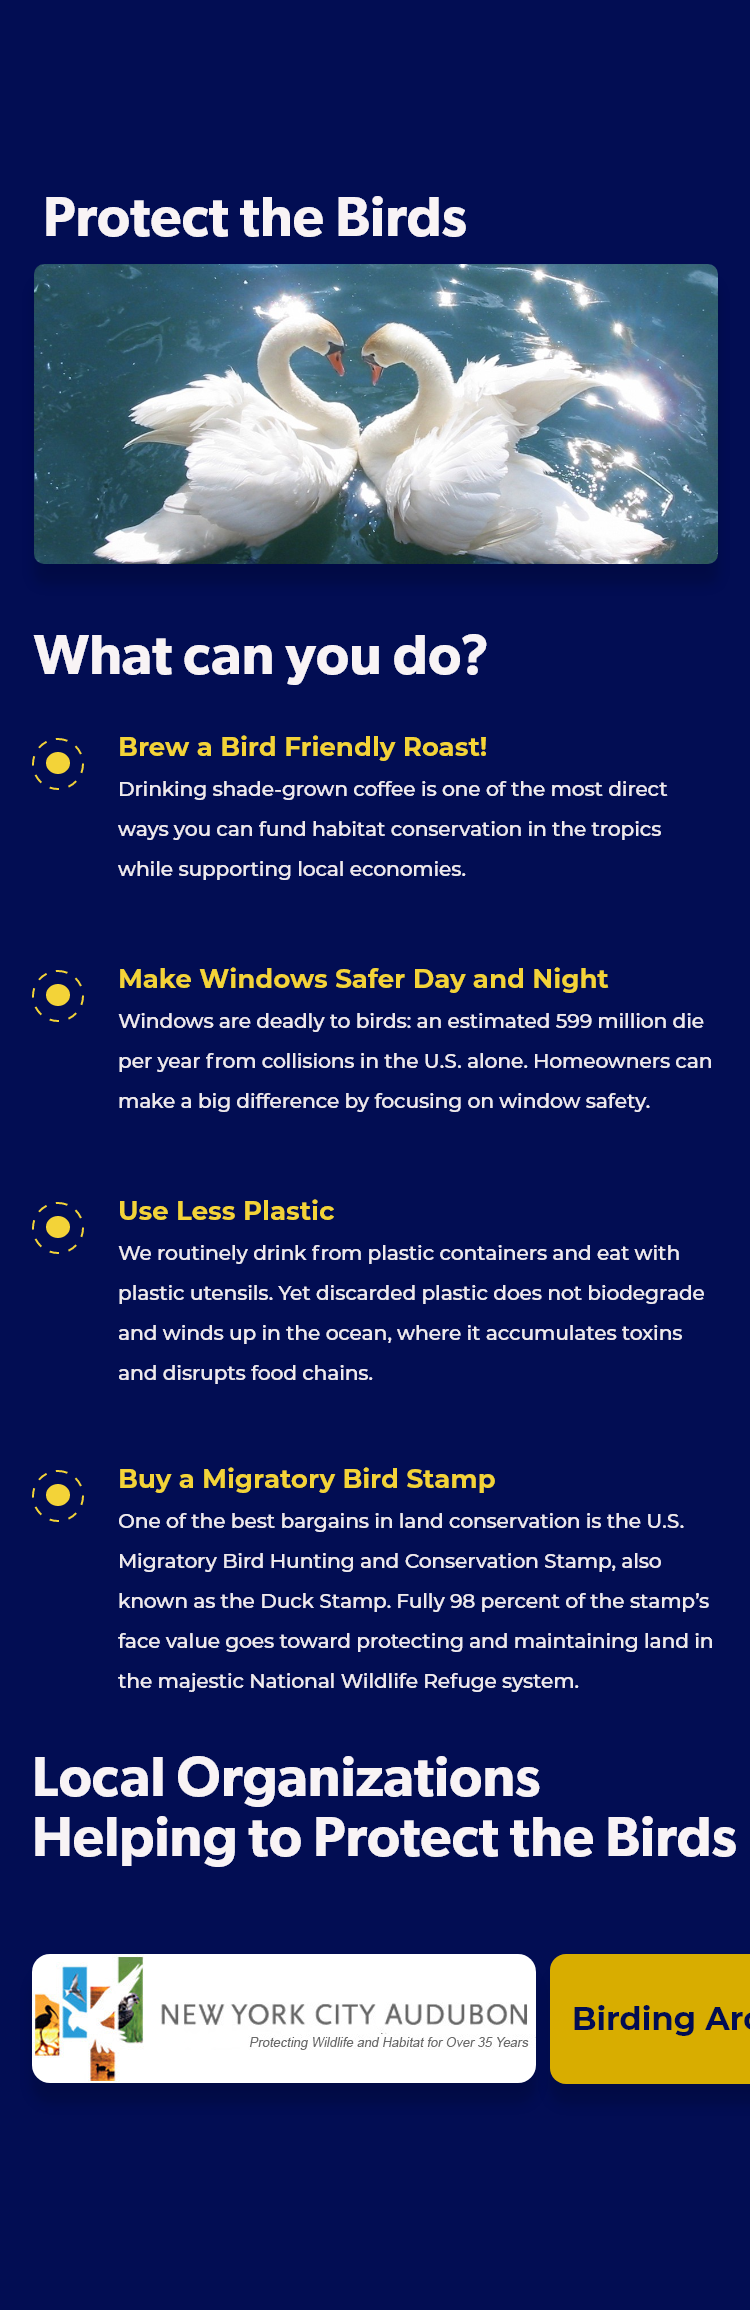 Protect the Birds
What can you do?
Brew a Bird Friendly Roast!
Drinking shade-grown coffee is one of the most direct
ways you can fund habitat conservation in the tropics
while supporting local economies.
Make Windows Safer Day and Night
Windows are deadly to birds: an estimated 599 million die
per year from collisions in the U.S. alone. Homeowners can
make a big difference by focusing on window safety.
Use Less Plastic
We routinely drink from plastic containers and eat with
plastic utensils. Yet discarded plastic does not biodegrade
and winds up in the ocean, where it accumulates toxins
and disrupts food chains.
Buy a Migratory Bird Stamp
One of the best bargains in land conservation is the U.S.
Migratory Bird Hunting and Conservation Stamp, also
known as the Duck Stamp. Fully 98 percent of the stamp's
face value goes toward protecting and maintaining land in
the majestic National Wildlife Refuge system.
Local Organizations
Helping to Protect the Birds
NEW YORK CITY AUDUBON
Protecting Wildlife and Habitat for Over 35 Years
Birding